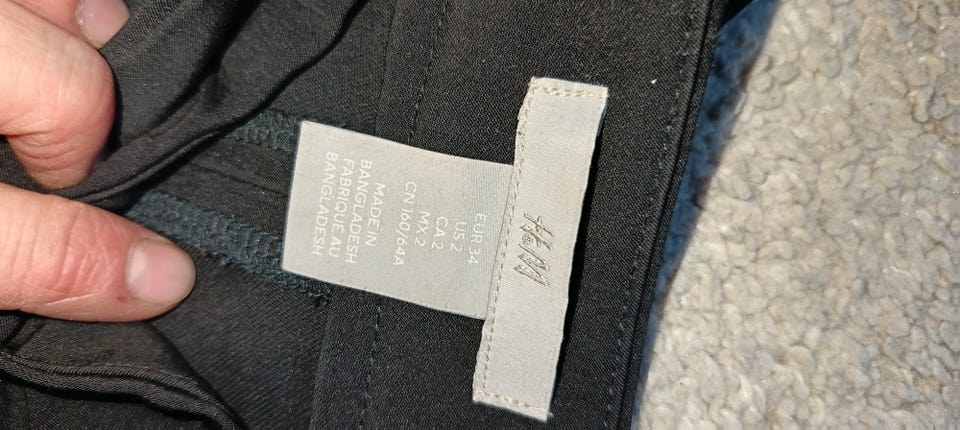 H&M
EUR 34
US 2
CA 2
MX 2
CN 160/64A
MADE IN
BANGLADESH
FABRIQUE AU
BANGLADESH